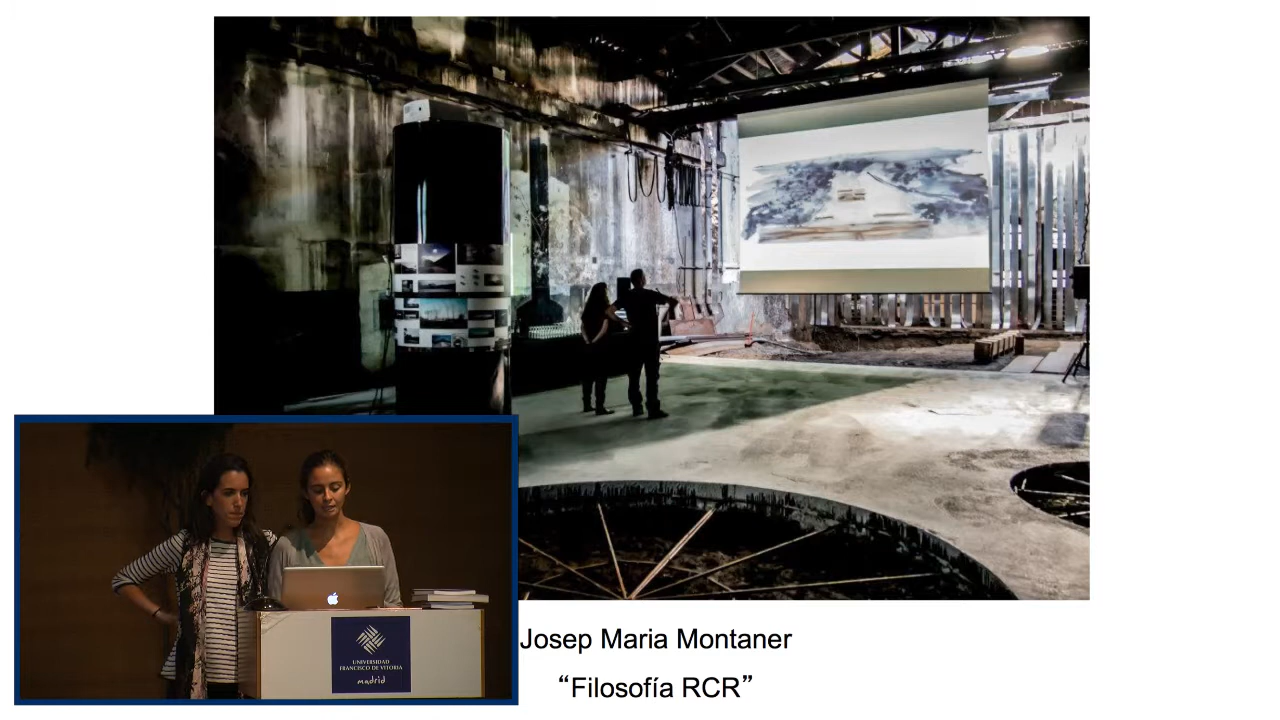 UNIVERSIDAD
FRANCISCO DE VITORIA
madrid
Josep Maria Montaner
“Filosofía RCR”